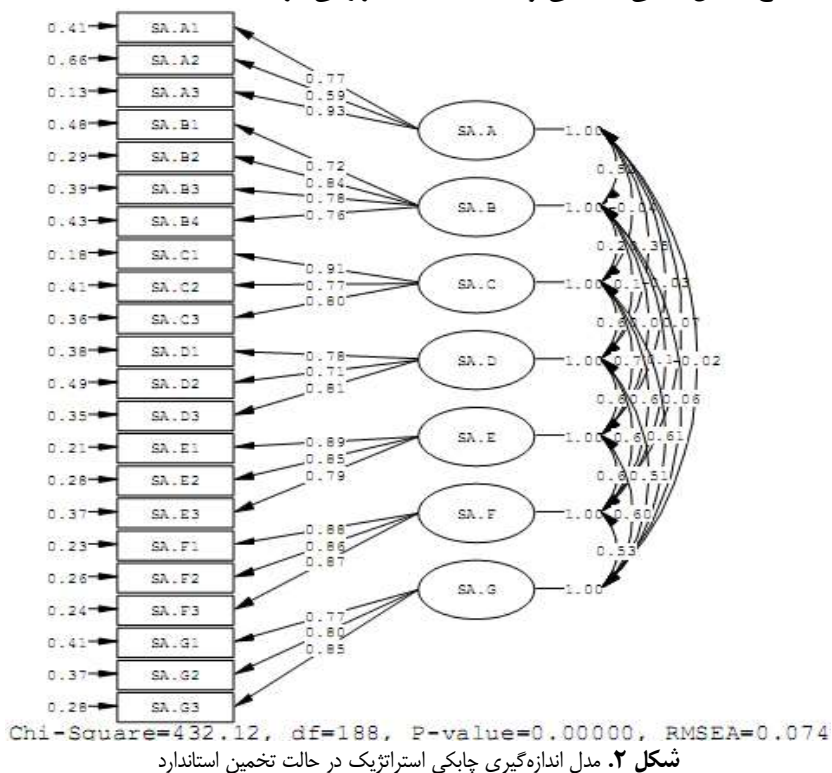 0.41 SA.A1
0.66 SA.A2
0.13 SA.A3
0.48 SA.B1
0.29 SA.B2
0.39 SA.B3
0.43 SA.B4
0.18 SA.C1
0.41 SA.C2
0.36 SA.C3
0.38 SA.D1
0.49 SA.D2
0.35 SA.D3
0.21 SA.E1
0.28 SA.E2
0.37 SA.E3
0.23 SA.F1
0.26 SA.F2
0.24 SA.F3
0.41 SA.G1
0.37 SA.G2
0.28 SA.G3
0.77
0.59
0.93
0.72
0.84
0.78
0.76
0.91
0.77
0.80
0.78
0.71
0.81
0.89
0.85
0.79
0.88
0.86
0.87
0.77
0.80
0.85
SA.A 1.00
SA.B 1.00
SA.C 1.00
SA.D 1.00
SA.E 1.00
SA.F 1.00
SA.G 1.00
0.02
0.06
0.61
0.51
0.60
0.53
Chi-Square=432.12, df=188, P-value=0.00000, RMSEA=0.074
شکل ۲. مدل اندازه‌گیری چابکی استراتژیک در حالت تخمین استاندارد